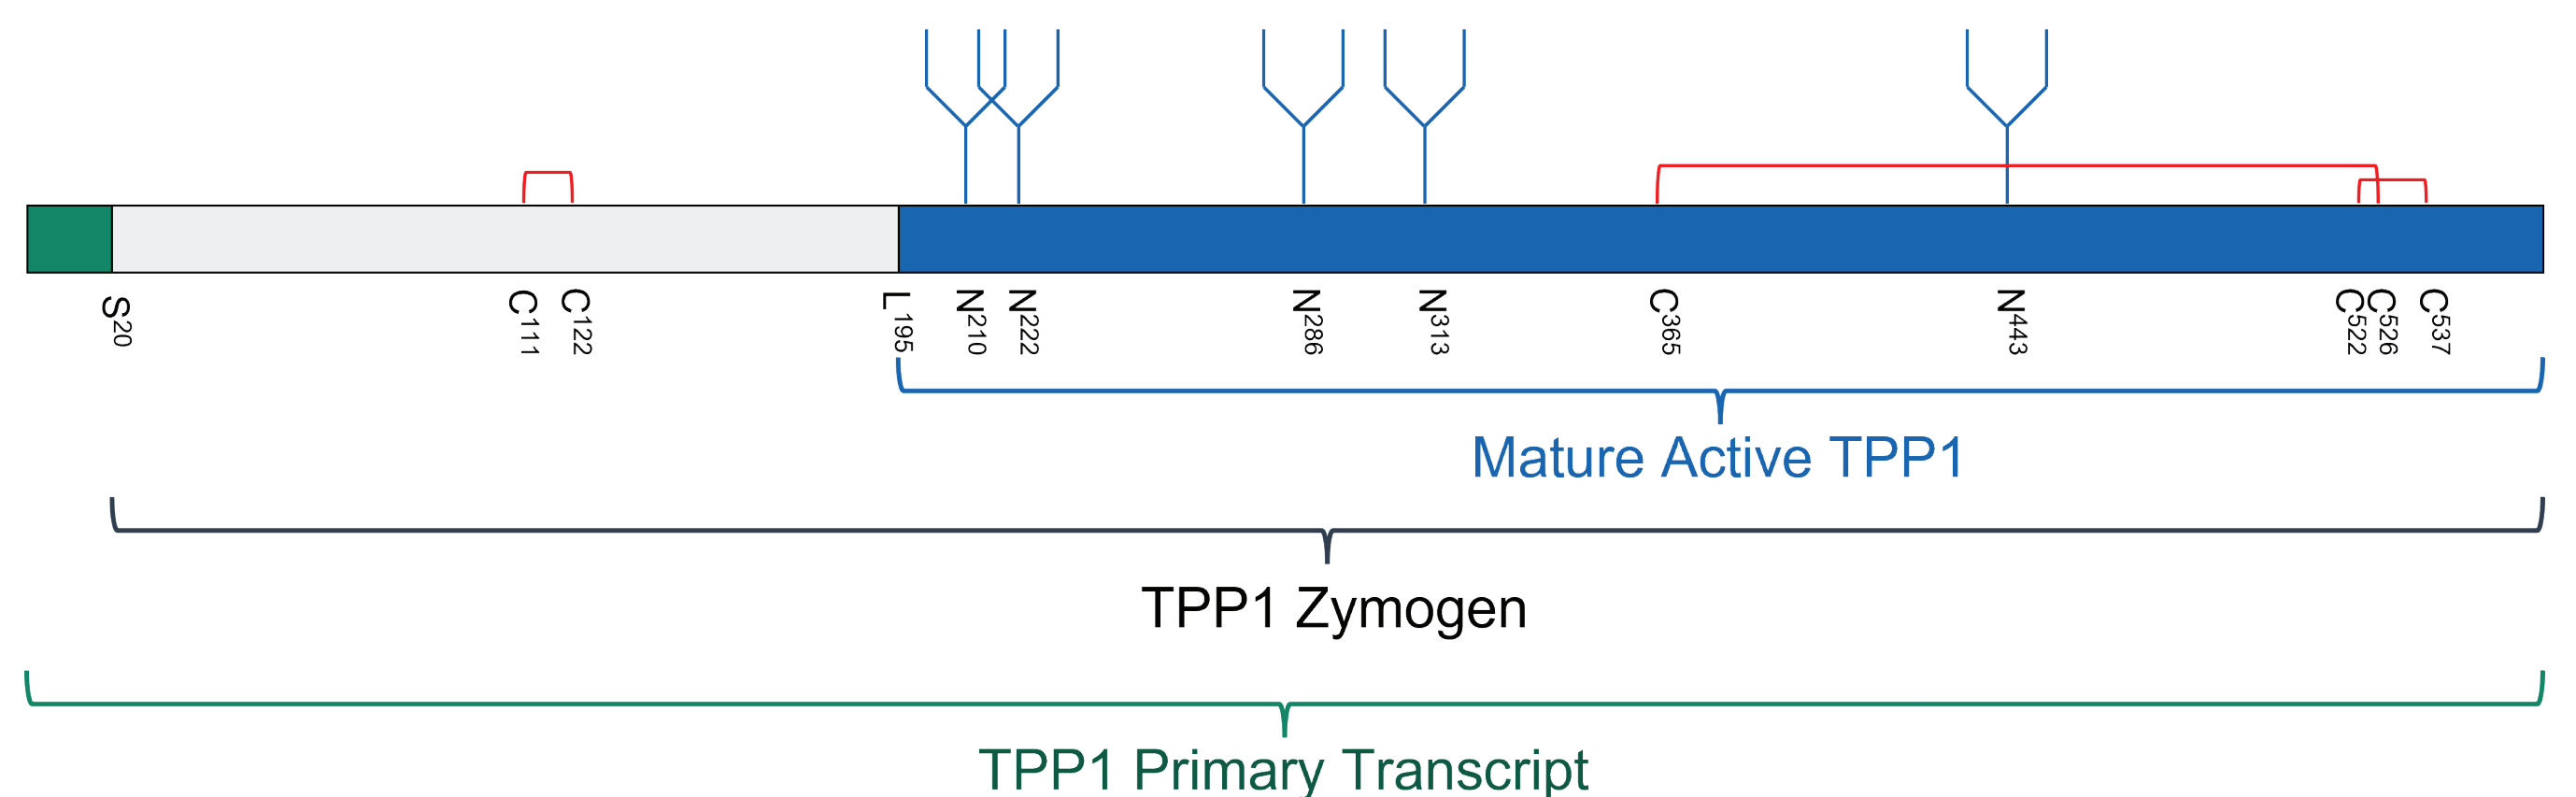 S20 C111 C122 L195 N210 N222 N286 N313 C365 N443 C522 C526 C537
Mature Active TPP1
TPP1 Zymogen
TPP1 Primary Transcript